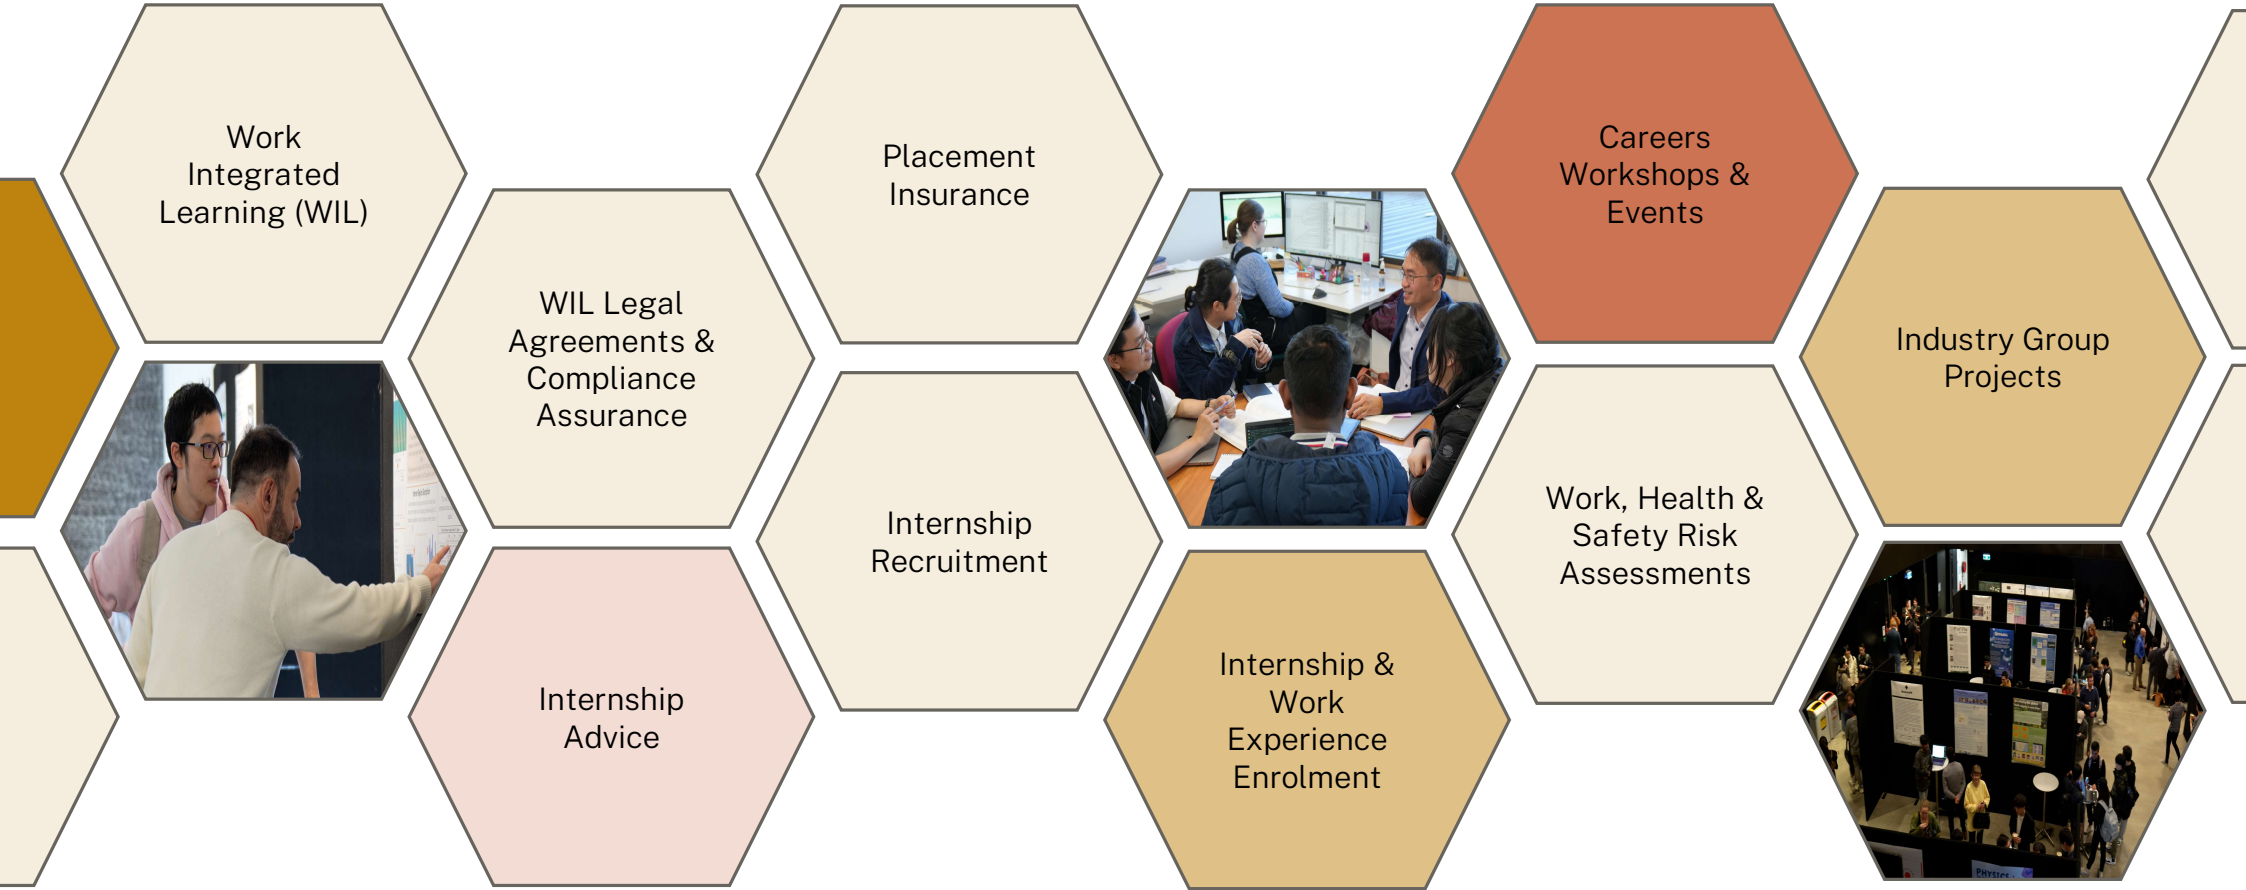 Work
Integrated
Learning (WIL)
WIL Legal
Agreements &
Compliance
Assurance
Internship
Advice
Placement
Insurance
Internship
Recruitment
Internship &
Work
Experience
Enrolment
Careers
Workshops &
Events
Work, Health &
Safety Risk
Assessments
Industry Group
Projects
PHYSICS